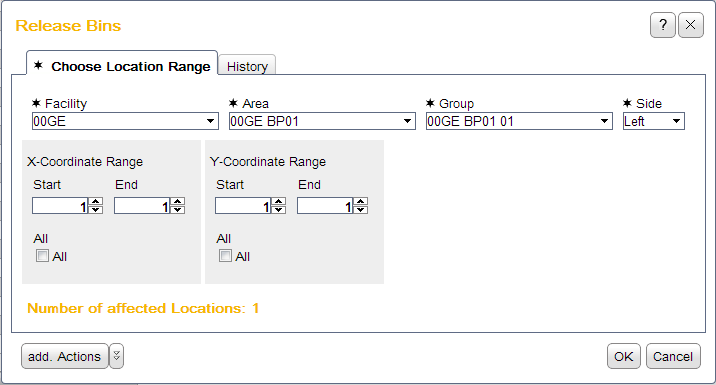 Release Bins
? ×
✶ Choose Location Range History
✶ Facility ✶ Area ✶ Group ✶ Side
00GE 00GE BP01 00GE BP01 01 Left
X-Coordinate Range Y-Coordinate Range
Start End Start End
1 1 1 1
All All
All All
Number of affected Locations: 1
add. Actions OK Cancel